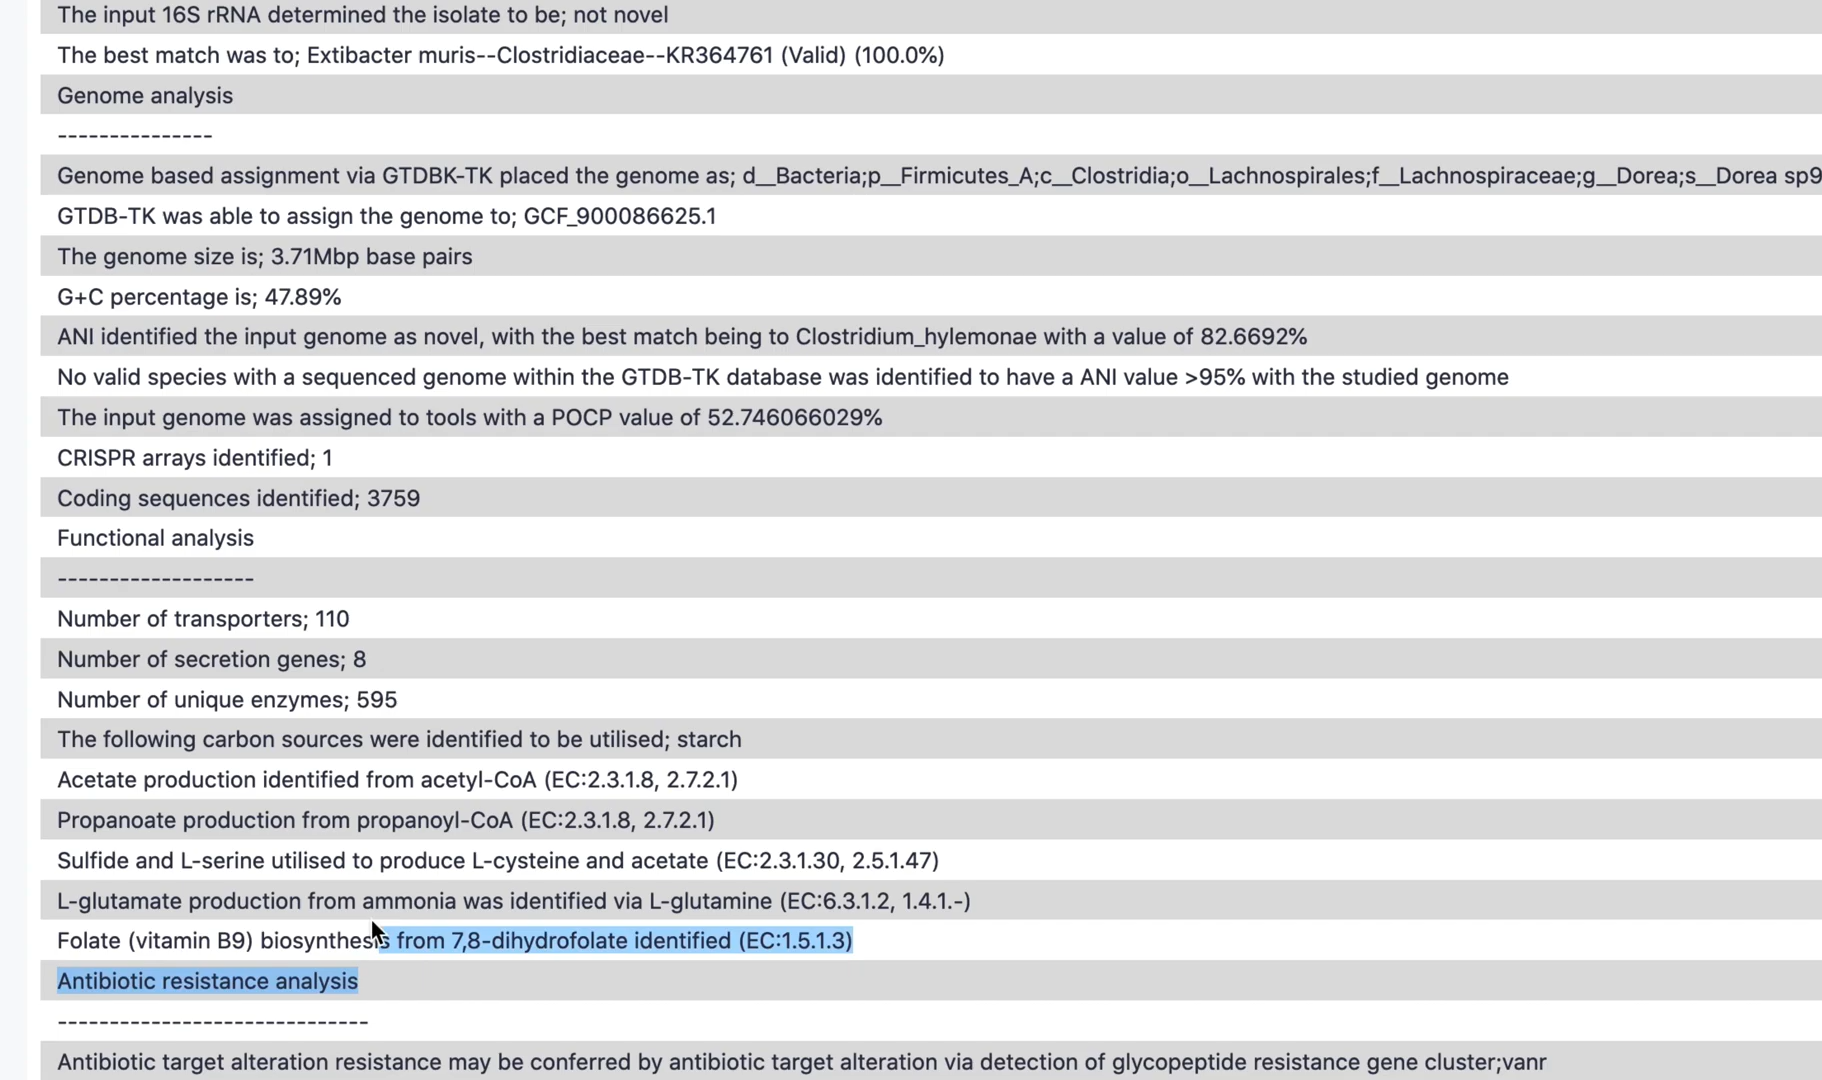 The input 16S rRNA determined the isolate to be; not novel
The best match was to; Extibacter muris--Clostridiaceae--KR364761 (Valid) (100.0%)
Genome analysis
---------------
Genome based assignment via GTDBK-TK placed the genome as; d__Bacteria;p__Firmicutes_A;c__Clostridia;o__Lachnospirales;f__Lachnospiraceae;g__Dorea;s__Dorea sp9
GTDB-TK was able to assign the genome to; GCF_900086625.1
The genome size is; 3.71Mbp base pairs
G+C percentage is; 47.89%
ANI identified the input genome as novel, with the best match being to Clostridium_hylemonae with a value of 82.6692%
No valid species with a sequenced genome within the GTDB-TK database was identified to have a ANI value >95% with the studied genome
The input genome was assigned to tools with a POCP value of 52.746066029%
CRISPR arrays identified; 1
Coding sequences identified; 3759
Functional analysis
-------------------
Number of transporters; 110
Number of secretion genes; 8
Number of unique enzymes; 595
The following carbon sources were identified to be utilised; starch
Acetate production identified from acetyl-CoA (EC:2.3.1.8, 2.7.2.1)
Propanoate production from propanoyl-CoA (EC:2.3.1.8, 2.7.2.1)
Sulfide and L-serine utilised to produce L-cysteine and acetate (EC:2.3.1.30, 2.5.1.47)
L-glutamate production from ammonia was identified via L-glutamine (EC:6.3.1.2, 1.4.1.-)
Folate (vitamin B9) biosynthesis from 7,8-dihydrofolate identified (EC:1.5.1.3)
Antibiotic resistance analysis
------------------------------
Antibiotic target alteration resistance may be conferred by antibiotic target alteration via detection of glycopeptide resistance gene cluster;vanr